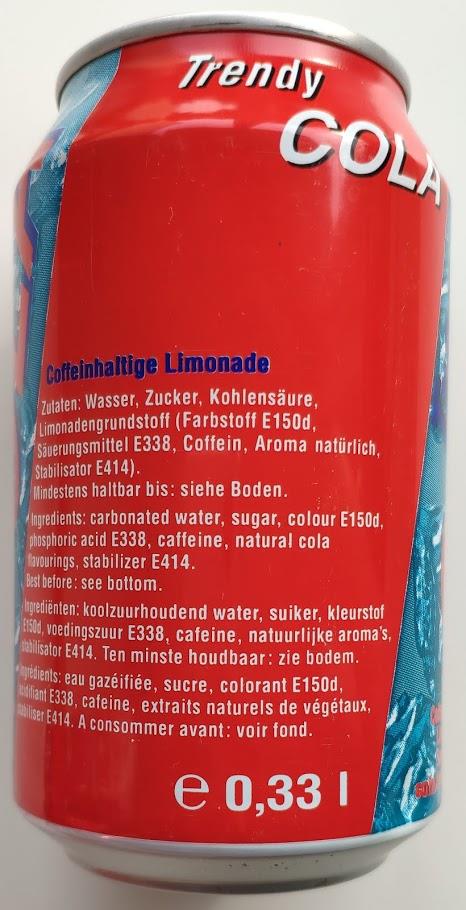 Trendy
COLA
Coffeinhaltige Limonade
Zutaten: Wasser, Zucker, Kohlensäure,
Limonadengrundstoff (Farbstoff E150d,
Säuerungsmittel E338, Coffein, Aroma natürlich,
Stabilisator E414).
Mindestens haltbar bis: siehe Boden.
Ingredients: carbonated water, sugar, colour E150d,
phosphoric acid E338, caffeine, natural cola
flavourings, stabilizer E414.
Best before: see bottom.
Ingrediënten: koolzuurhoudend water, suiker, kleurstof
E150d, voedingszuur E338, cafeine, natuurlijke aroma's,
stabilisator E414. Ten minste houdbaar: zie bodem.
Ingrédients: eau gazéifiée, sucre, colorant E150d,
acidifiant E338, cafeine, extraits naturels de végétaux,
stabiliser E414. A consommer avant: voir fond.
e 0,33 l